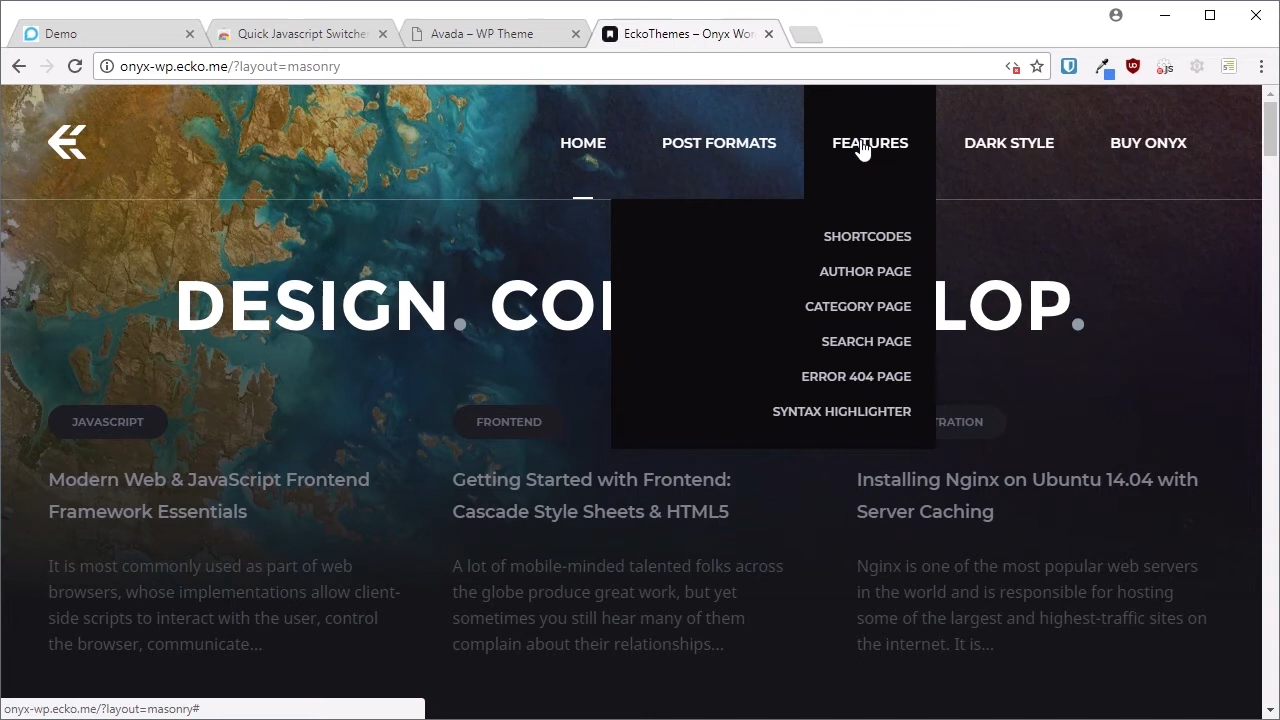 Demo
Quick Javascript Switche
Avada – WP Theme
EckoThemes – Onyx Wor
onyx-wp.ecko.me/?layout=masonry
HOME
POST FORMATS
FEATURES
DARK STYLE
BUY ONYX
SHORTCODES
AUTHOR PAGE
CATEGORY PAGE
SEARCH PAGE
ERROR 404 PAGE
SYNTAX HIGHLIGHTER
DESIGN. CO LOP.
JAVASCRIPT
Modern Web & JavaScript Frontend
Framework Essentials
It is most commonly used as part of web
browsers, whose implementations allow client-
side scripts to interact with the user, control
the browser, communicate...
FRONTEND
Getting Started with Frontend:
Cascade Style Sheets & HTML5
A lot of mobile-minded talented folks across
the globe produce great work, but yet
sometimes you still hear many of them
complain about their relationships...
TRATION
Installing Nginx on Ubuntu 14.04 with
Server Caching
Nginx is one of the most popular web servers
in the world and is responsible for hosting
some of the largest and highest-traffic sites on
the internet. It is...
onyx-wp.ecko.me/?layout=masonry#